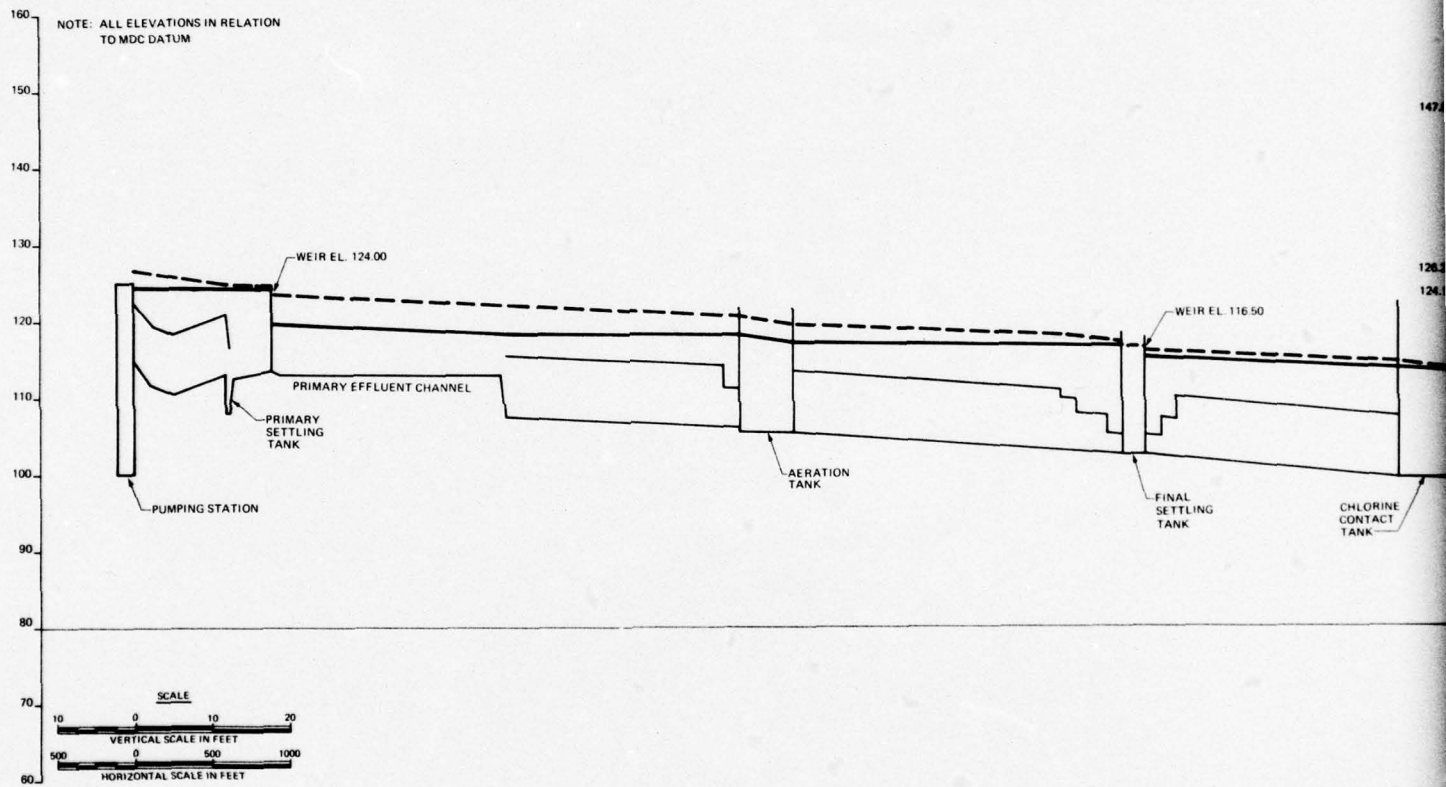 160
NOTE: ALL ELEVATIONS IN RELATION
TO MDC DATUM
150
140
130
120
110
100
90
80
70
60
WEIR EL. 124.00
WEIR EL. 116.50
PRIMARY EFFLUENT CHANNEL
PRIMARY
SETTLING
TANK
PUMPING STATION
AERATION
TANK
FINAL
SETTLING
TANK
CHLORINE
CONTACT
TANK
SCALE
10 0 10 20
VERTICAL SCALE IN FEET
500 0 500 1000
HORIZONTAL SCALE IN FEET